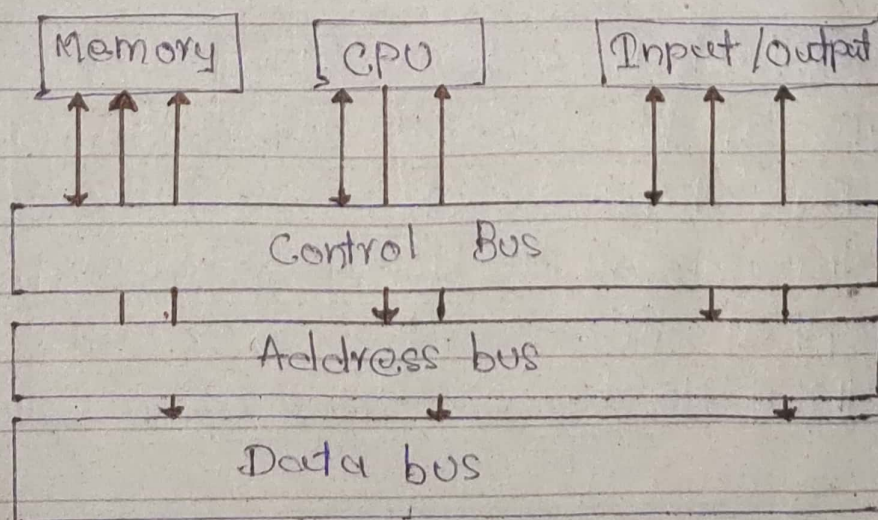 Memory CPU Input/Output
Control Bus
Address bus
Data bus